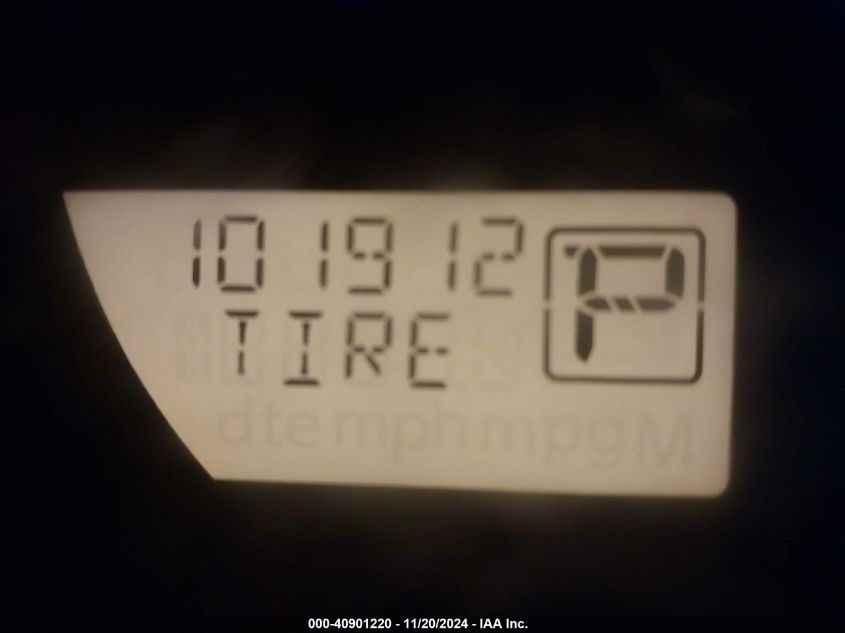 101912
TIRE
P
dte mph mpg M
000-40901220 - 11/20/2024 - IAA Inc.